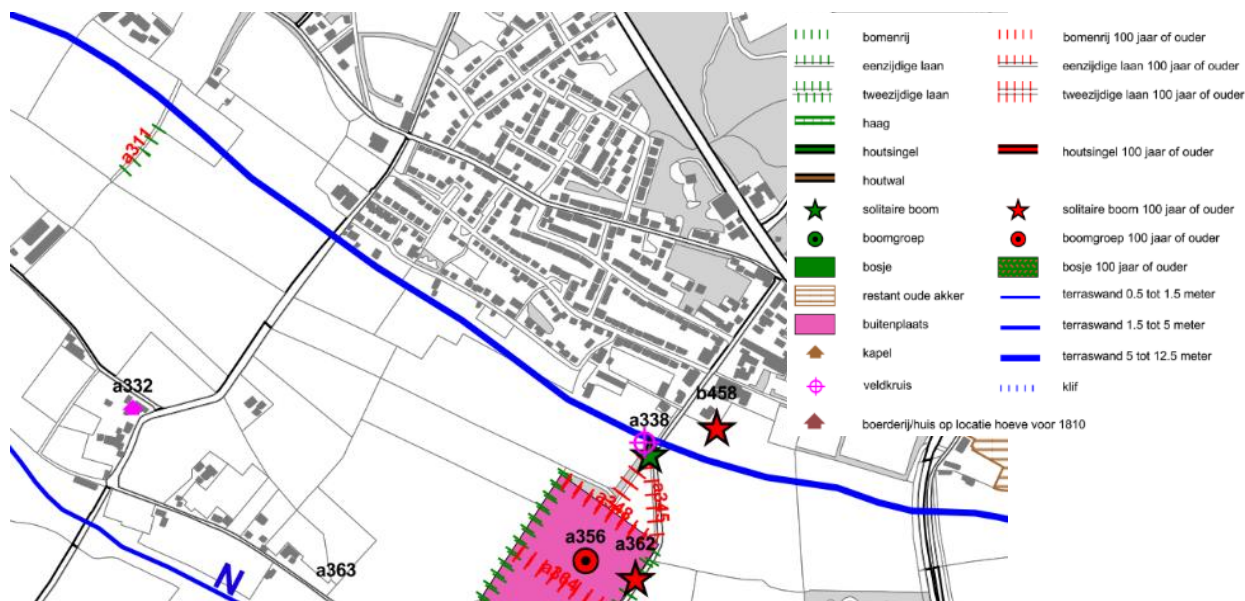 bomenrij
bomenrij 100 jaar of ouder
eenzijdige laan
eenzijdige laan 100 jaar of ouder
tweezijdige laan
tweezijdige laan 100 jaar of ouder
haag
houtsingel
houtsingel 100 jaar of ouder
houtwal
solitaire boom
solitaire boom 100 jaar of ouder
boomgroep
boomgroep 100 jaar of ouder
bosje
bosje 100 jaar of ouder
restant oude akker
terraswand 0.5 tot 1.5 meter
buitenplaats
terraswand 1.5 tot 5 meter
kapel
terraswand 5 tot 12.5 meter
veldkruis
klif
boerderij/huis op locatie hoeve voor 1810
a311
a332
b458
a338
a345
a348
a356
a362
a363
N